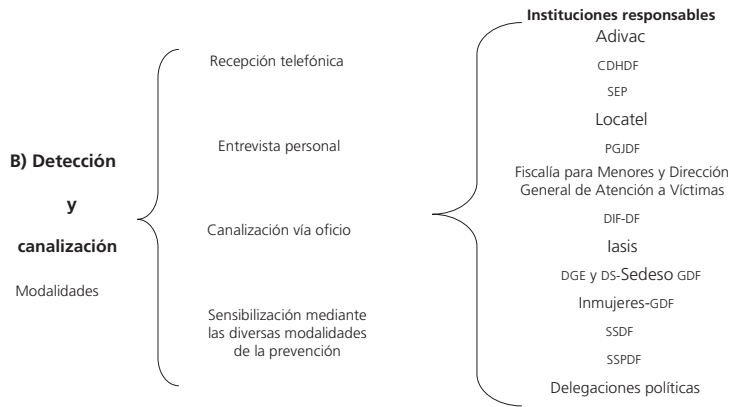 B) Detección
y
canalización
Modalidades
Recepción telefónica
Entrevista personal
Canalización vía oficio
Sensibilización mediante
las diversas modalidades
de la prevención
Instituciones responsables
Adivac
CDHDF
SEP
Locatel
PGJDF
Fiscalía para Menores y Dirección
General de Atención a Víctimas
DIF-DF
Iasis
DGE y DS-Sedeso GDF
Inmujeres-GDF
SSDF
SSPDF
Delegaciones políticas